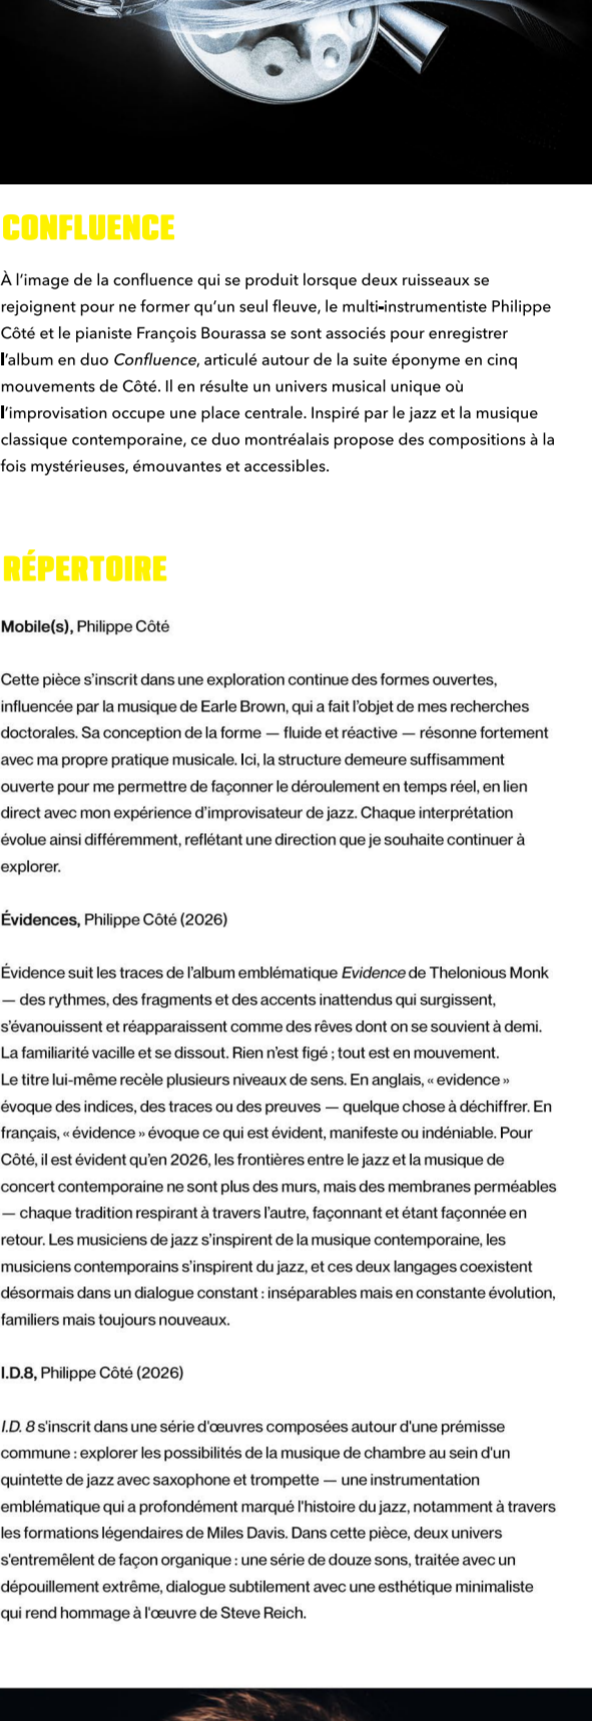 CONFLUENCE
À l’image de la confluence qui se produit lorsque deux ruisseaux se
rejoignent pour ne former qu’un seul fleuve, le multi-instrumentiste Philippe
Côté et le pianiste François Bourassa se sont associés pour enregistrer
l’album en duo Confluence, articulé autour de la suite éponyme en cinq
mouvements de Côté. Il en résulte un univers musical unique où
l’improvisation occupe une place centrale. Inspiré par le jazz et la musique
classique contemporaine, ce duo montréalais propose des compositions à la
fois mystérieuses, émouvantes et accessibles.
RÉPERTOIRE
Mobile(s), Philippe Côté
Cette pièce s’inscrit dans une exploration continue des formes ouvertes,
influencée par la musique de Earle Brown, qui a fait l’objet de mes recherches
doctorales. Sa conception de la forme — fluide et réactive — résonne fortement
avec ma propre pratique musicale. Ici, la structure demeure suffisamment
ouverte pour me permettre de façonner le déroulement en temps réel, en lien
direct avec mon expérience d’improvisateur de jazz. Chaque interprétation
évolue ainsi différemment, reflétant une direction que je souhaite continuer à
explorer.
Évidences, Philippe Côté (2026)
Évidence suit les traces de l’album emblématique Evidence de Thelonious Monk
— des rythmes, des fragments et des accents inattendus qui surgissent,
s’évanouissent et réapparaissent comme des rêves dont on se souvient à demi.
La familiarité vacille et se dissout. Rien n’est figé ; tout est en mouvement.
Le titre lui-même recèle plusieurs niveaux de sens. En anglais, « evidence »
évoque des indices, des traces ou des preuves — quelque chose à déchiffrer. En
français, « évidence » évoque ce qui est évident, manifeste ou indéniable. Pour
Côté, il est évident qu’en 2026, les frontières entre le jazz et la musique de
concert contemporaine ne sont plus des murs, mais des membranes perméables
— chaque tradition respirant à travers l’autre, façonnant et étant façonnée en
retour. Les musiciens de jazz s’inspirent de la musique contemporaine, les
musiciens contemporains s’inspirent du jazz, et ces deux langages coexistent
désormais dans un dialogue constant : inséparables mais en constante évolution,
familiers mais toujours nouveaux.
I.D.8, Philippe Côté (2026)
I.D. 8 s'inscrit dans une série d'œuvres composées autour d'une prémisse
commune : explorer les possibilités de la musique de chambre au sein d'un
quintette de jazz avec saxophone et trompette — une instrumentation
emblématique qui a profondément marqué l'histoire du jazz, notamment à travers
les formations légendaires de Miles Davis. Dans cette pièce, deux univers
s'entremêlent de façon organique : une série de douze sons, traitée avec un
dépouillement extrême, dialogue subtilement avec une esthétique minimaliste
qui rend hommage à l'œuvre de Steve Reich.